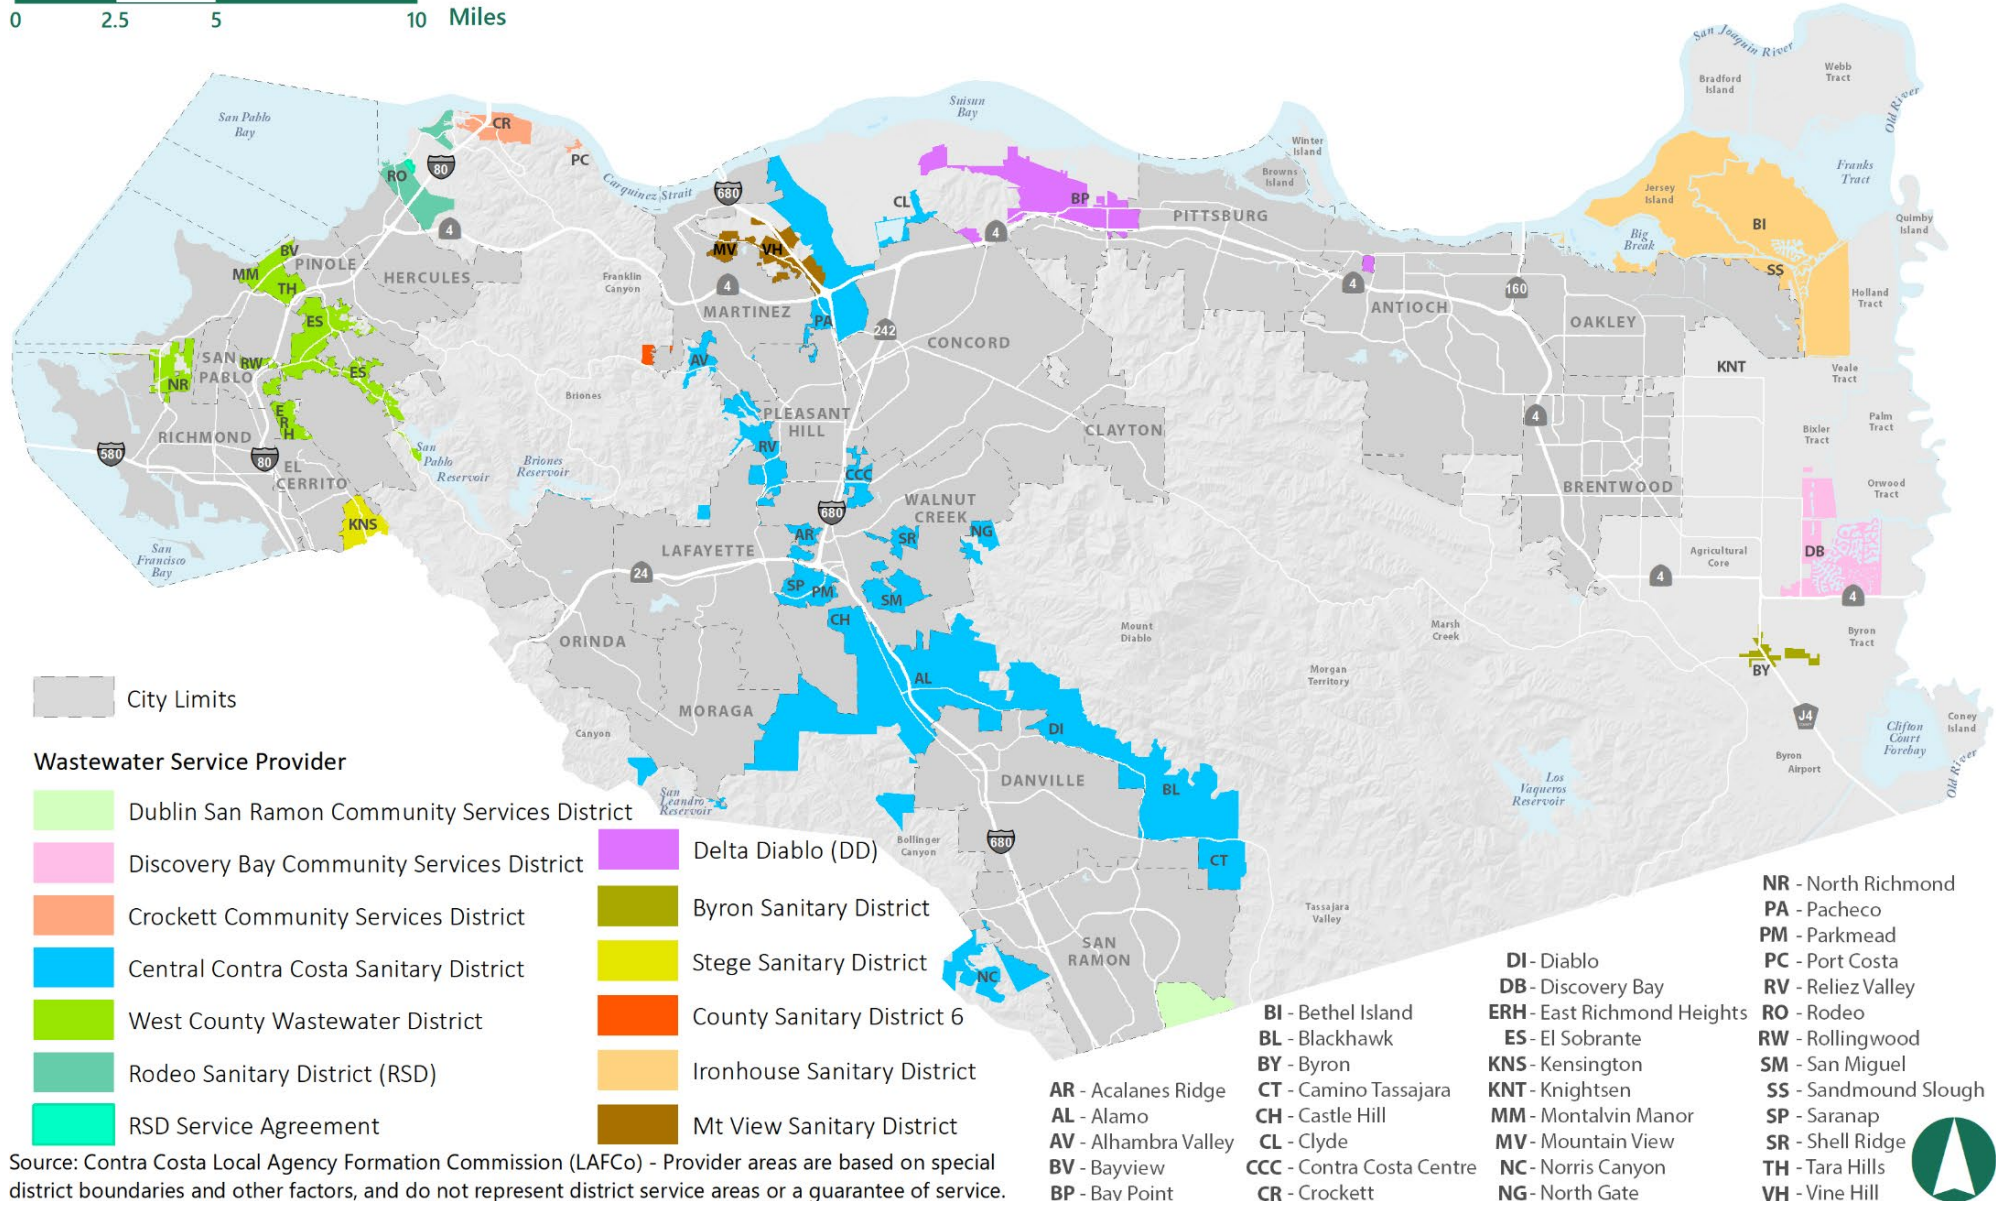 0 2.5 5 10 Miles
San Joaquin River
Webb
Tract
Bradford
Island
Old River
San Pablo
Bay
Suisun
Bay
CR
PC
80
RO
Carquinez Strait
680
CL
BP
4
Winter
Island
Browns
Island
PITTSBURG
Franks
Tract
Jersey
Island
BI
Quimby
Island
Big
Break
SS
Holland
Tract
4
BV
PINOLE
MM
TH
HERCULES
MV
VH
4
Franklin
Canyon
MARTINEZ
PA
242
CONCORD
4
ANTIOCH
160
OAKLEY
ES
SAN
PABLO
RW
NR
ES
AV
Briones
KNT
Veale
Tract
E
R
H
RICHMOND
580
80
EL
CERRITO
San
Pablo
Reservoir
Briones
Reservoir
PLEASANT
HILL
RV
CCC
CLAYTON
4
Palm
Tract
Bixler
Tract
WALNUT
CREEK
680
BRENTWOOD
Orwood
Tract
KNS
San
Francisco
Bay
LAFAYETTE
24
AR
SR
NG
SP
PM
SM
CH
Agricultural
Core
4
DB
4
ORINDA
Mount
Diablo
Marsh
Creek
Byron
Tract
Morgan
Territory
BY
AL
MORAGA
Canyon
DI
J4
Clifton
Court
Forebay
Coney
Island
Old River
Byron
Airport
DANVILLE
BL
Los
Vaqueros
Reservoir
San
Leandro
Reservoir
Bollinger
Canyon
680
CT
Tassajara
Valley
SAN
RAMON
NC
City Limits
Wastewater Service Provider
Dublin San Ramon Community Services District
Discovery Bay Community Services District
Crockett Community Services District
Central Contra Costa Sanitary District
West County Wastewater District
Rodeo Sanitary District (RSD)
RSD Service Agreement
Delta Diablo (DD)
Byron Sanitary District
Stege Sanitary District
County Sanitary District 6
Ironhouse Sanitary District
Mt View Sanitary District
AR - Acalanes Ridge
AL - Alamo
AV - Alhambra Valley
BV - Bayview
BP - Bay Point
BI - Bethel Island
BL - Blackhawk
BY - Byron
CT - Camino Tassajara
CH - Castle Hill
CL - Clyde
CCC - Contra Costa Centre
CR - Crockett
DI - Diablo
DB - Discovery Bay
ERH - East Richmond Heights
ES - El Sobrante
KNS - Kensington
KNT - Knightsen
MM - Montalvin Manor
MV - Mountain View
NC - Norris Canyon
NG - North Gate
NR - North Richmond
PA - Pacheco
PM - Parkmead
PC - Port Costa
RV - Reliez Valley
RO - Rodeo
RW - Rollingwood
SM - San Miguel
SS - Sandmound Slough
SP - Saranap
SR - Shell Ridge
TH - Tara Hills
VH - Vine Hill
Source: Contra Costa Local Agency Formation Commission (LAFCo) - Provider areas are based on special
district boundaries and other factors, and do not represent district service areas or a guarantee of service.